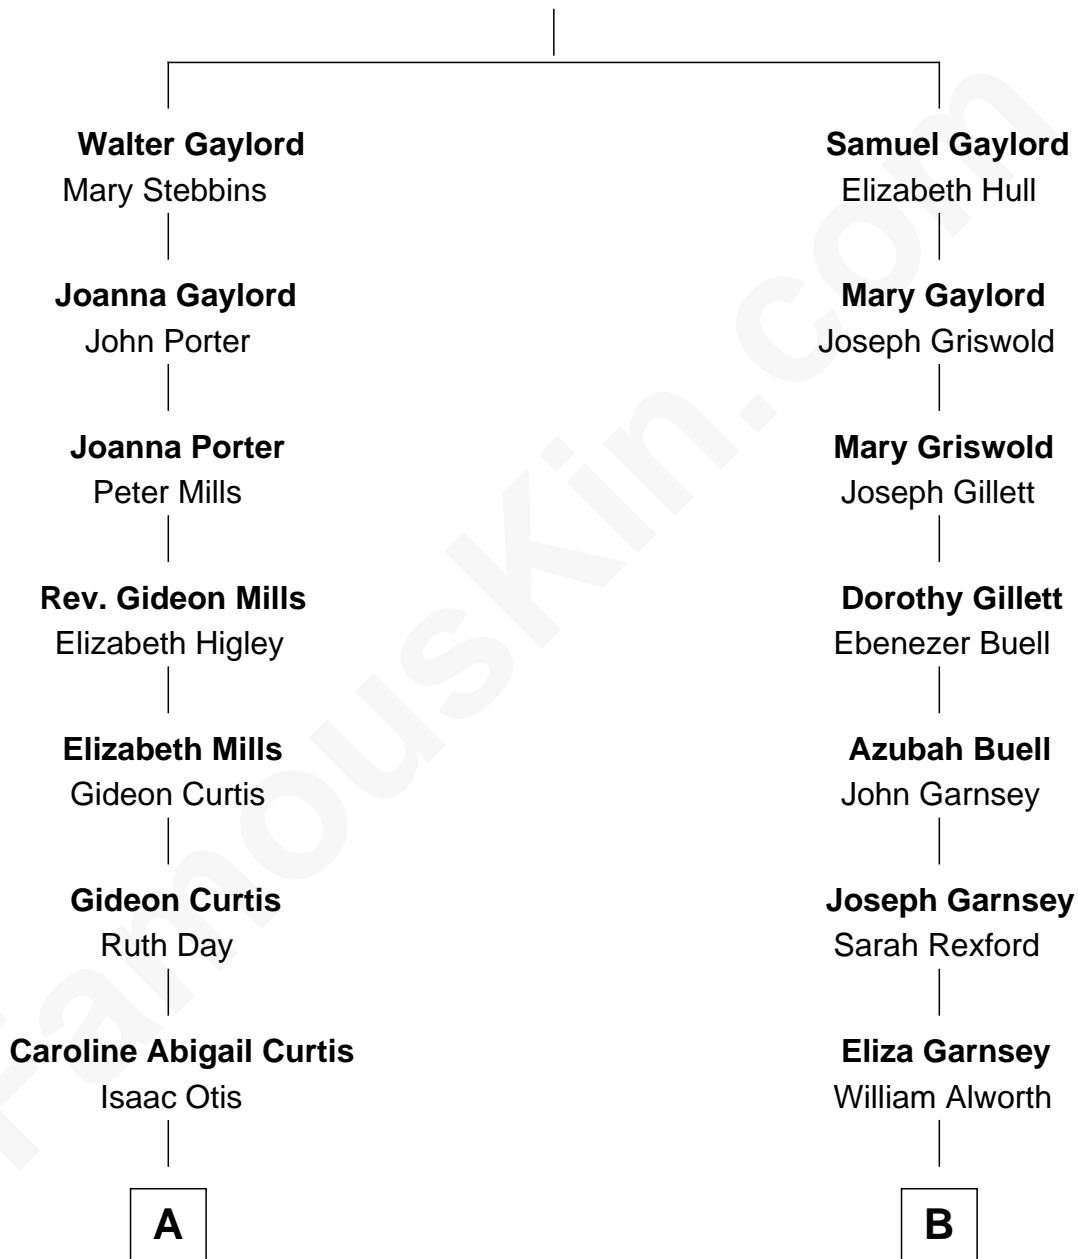 Walter Gaylord
Mary Stebbins
Joanna Gaylord
John Porter
Joanna Porter
Peter Mills
Rev. Gideon Mills
Elizabeth Higley
Elizabeth Mills
Gideon Curtis
Gideon Curtis
Ruth Day
Caroline Abigail Curtis
Isaac Otis
A
Samuel Gaylord
Elizabeth Hull
Mary Gaylord
Joseph Griswold
Mary Griswold
Joseph Gillett
Dorothy Gillett
Ebenezer Buell
Azubah Buell
John Garnsey
Joseph Garnsey
Sarah Rexford
Eliza Garnsey
William Alworth
B
FamousKin.com